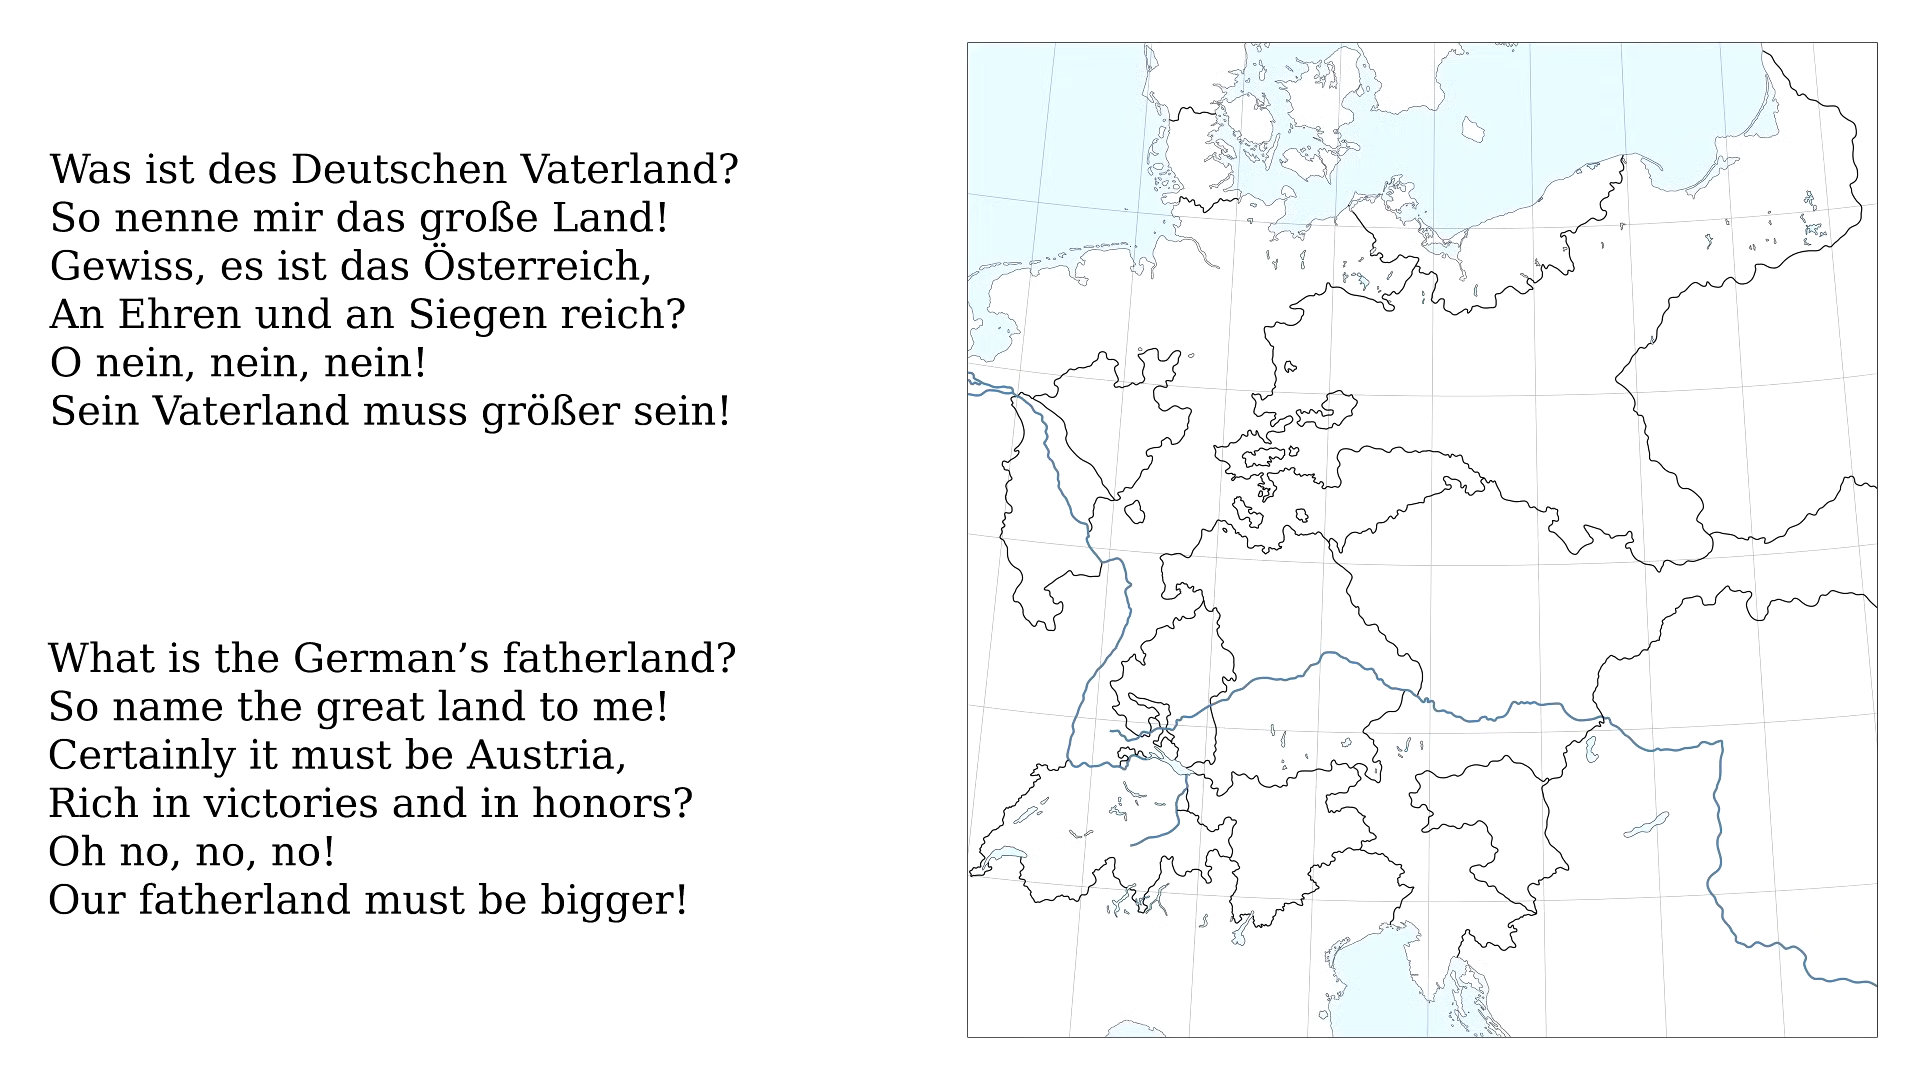 Was ist des Deutschen Vaterland?
So nenne mir das große Land!
Gewiss, es ist das Österreich,
An Ehren und an Siegen reich?
O nein, nein, nein!
Sein Vaterland muss größer sein!
What is the German’s fatherland?
So name the great land to me!
Certainly it must be Austria,
Rich in victories and in honors?
Oh no, no, no!
Our fatherland must be bigger!